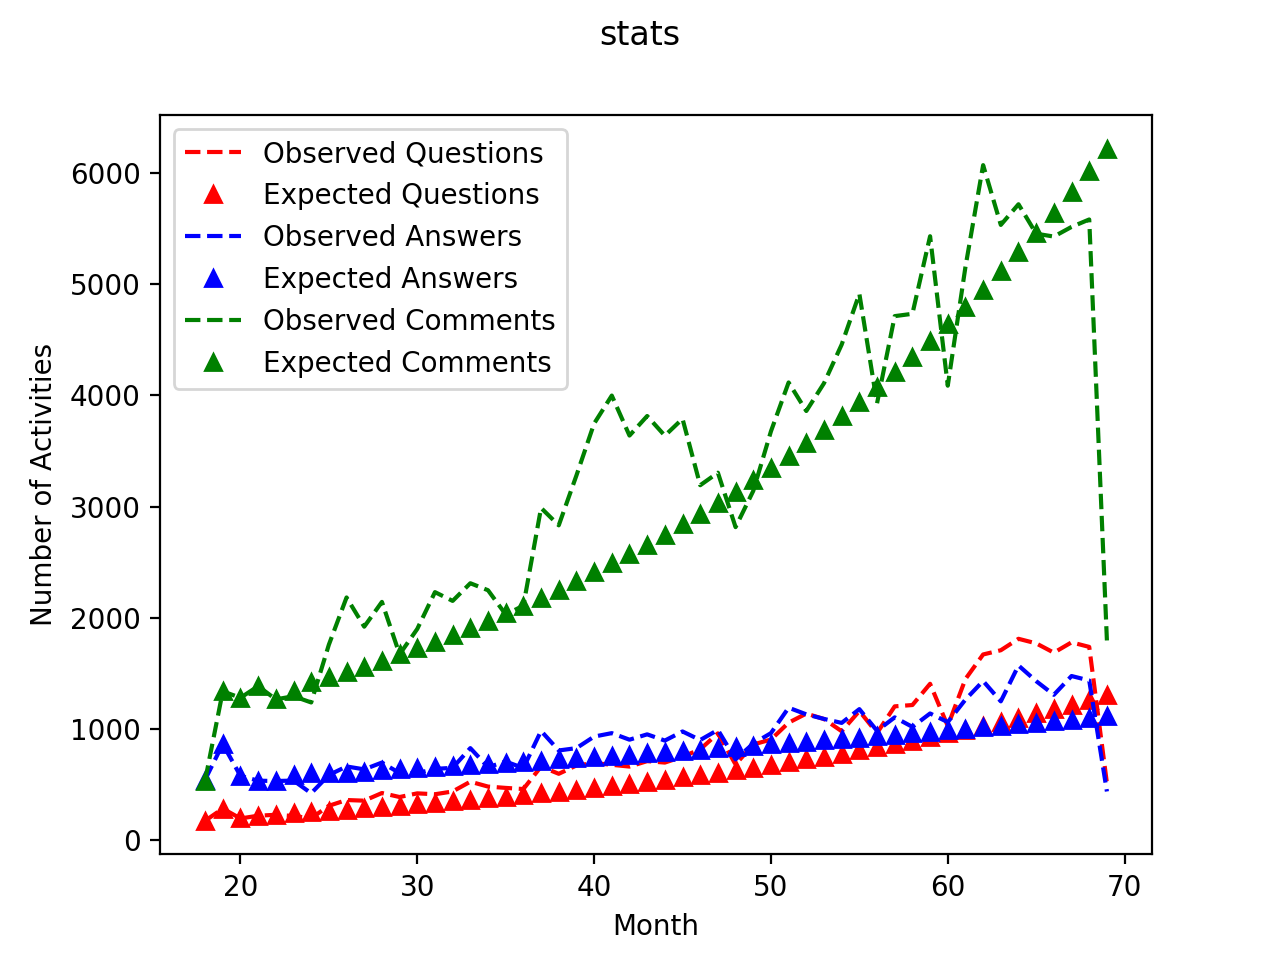 stats
Observed Questions
Expected Questions
Observed Answers
Expected Answers
Observed Comments
Expected Comments
Number of Activities
6000
5000
4000
3000
2000
1000
0
20 30 40 50 60 70
Month